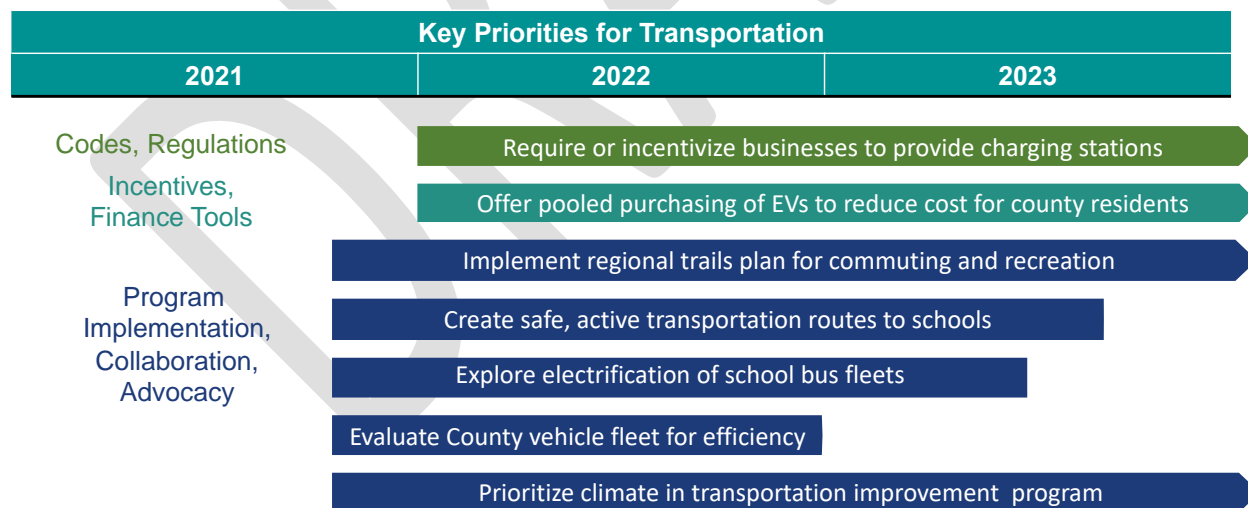 Key Priorities for Transportation
2021 2022 2023
Codes, Regulations
Require or incentivize businesses to provide charging stations
Incentives,
Finance Tools
Offer pooled purchasing of EVs to reduce cost for county residents
Implement regional trails plan for commuting and recreation
Program
Implementation,
Collaboration,
Advocacy
Create safe, active transportation routes to schools
Explore electrification of school bus fleets
Evaluate County vehicle fleet for efficiency
Prioritize climate in transportation improvement program